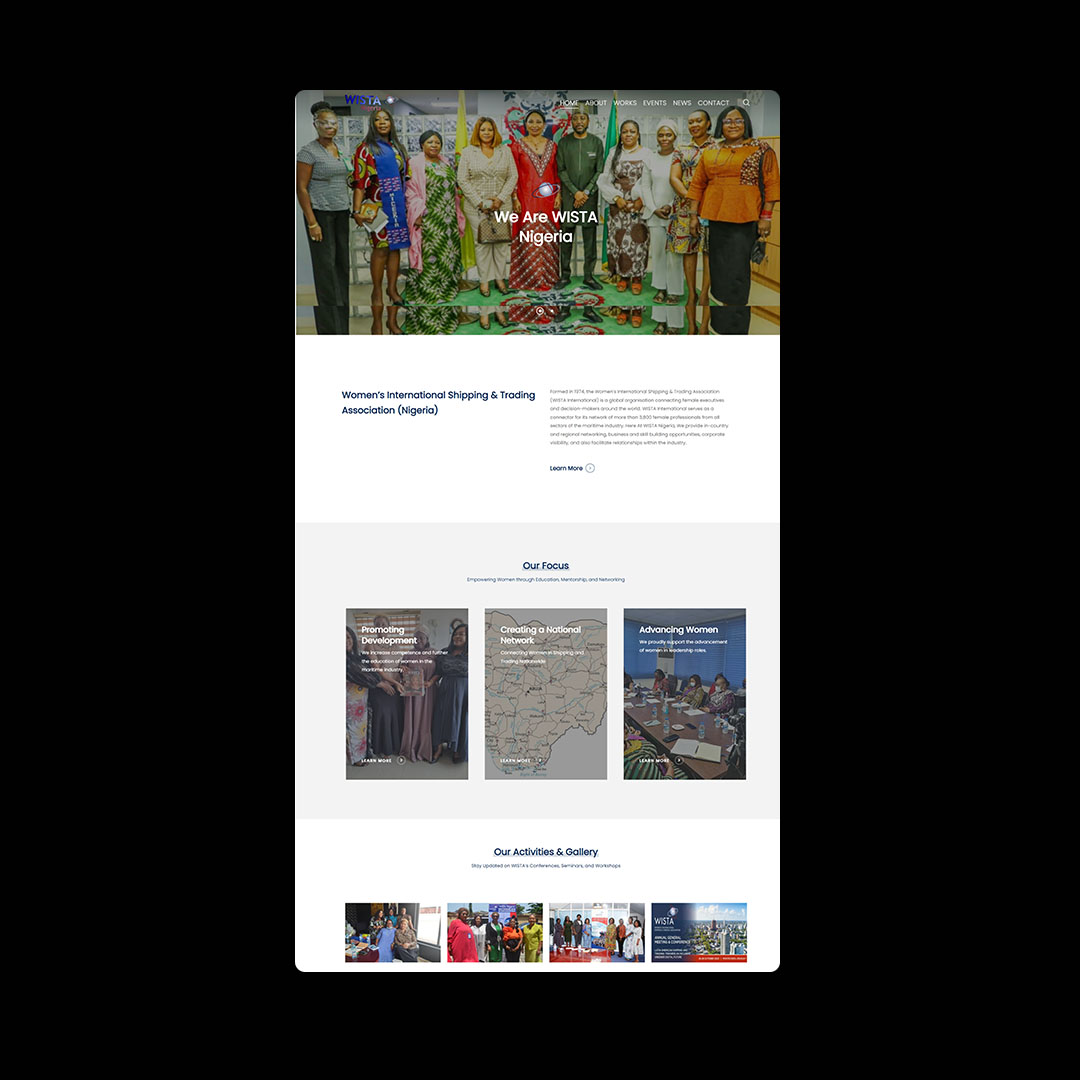 WISTA
HOME ABOUT WORKS EVENTS NEWS CONTACT
We Are WISTA
Nigeria
Women's International Shipping & Trading
Association (Nigeria)
Formed in 1974, the Women's International Shipping & Trading Association
(WISTA International) is a global organisation connecting female executives
and decision-makers around the world. WISTA International serves as a
connector for its network of more than 3,800 female professionals from all
sectors of the maritime industry. Here At WISTA Nigeria, We provide in-country
and regional networking, business and skill building opportunities, corporate
visibility, and also facilitate relationships within the industry.
Learn More
Our Focus
Empowering Women through Education, Mentorship, and Networking
Promoting
Development
We increase competence and further
the education of women in the
maritime industry.
LEARN MORE
Creating a National
Network
Connecting Women in Shipping and
Trading Nationwide
ABUJA
LEARN MORE
Advancing Women
We proudly support the advancement
of women in leadership roles.
LEARN MORE
Our Activities & Gallery
Stay Updated on WISTA's Conferences, Seminars, and Workshops
WISTA
ANNUAL GENERAL
MEETING & CONFERENCE